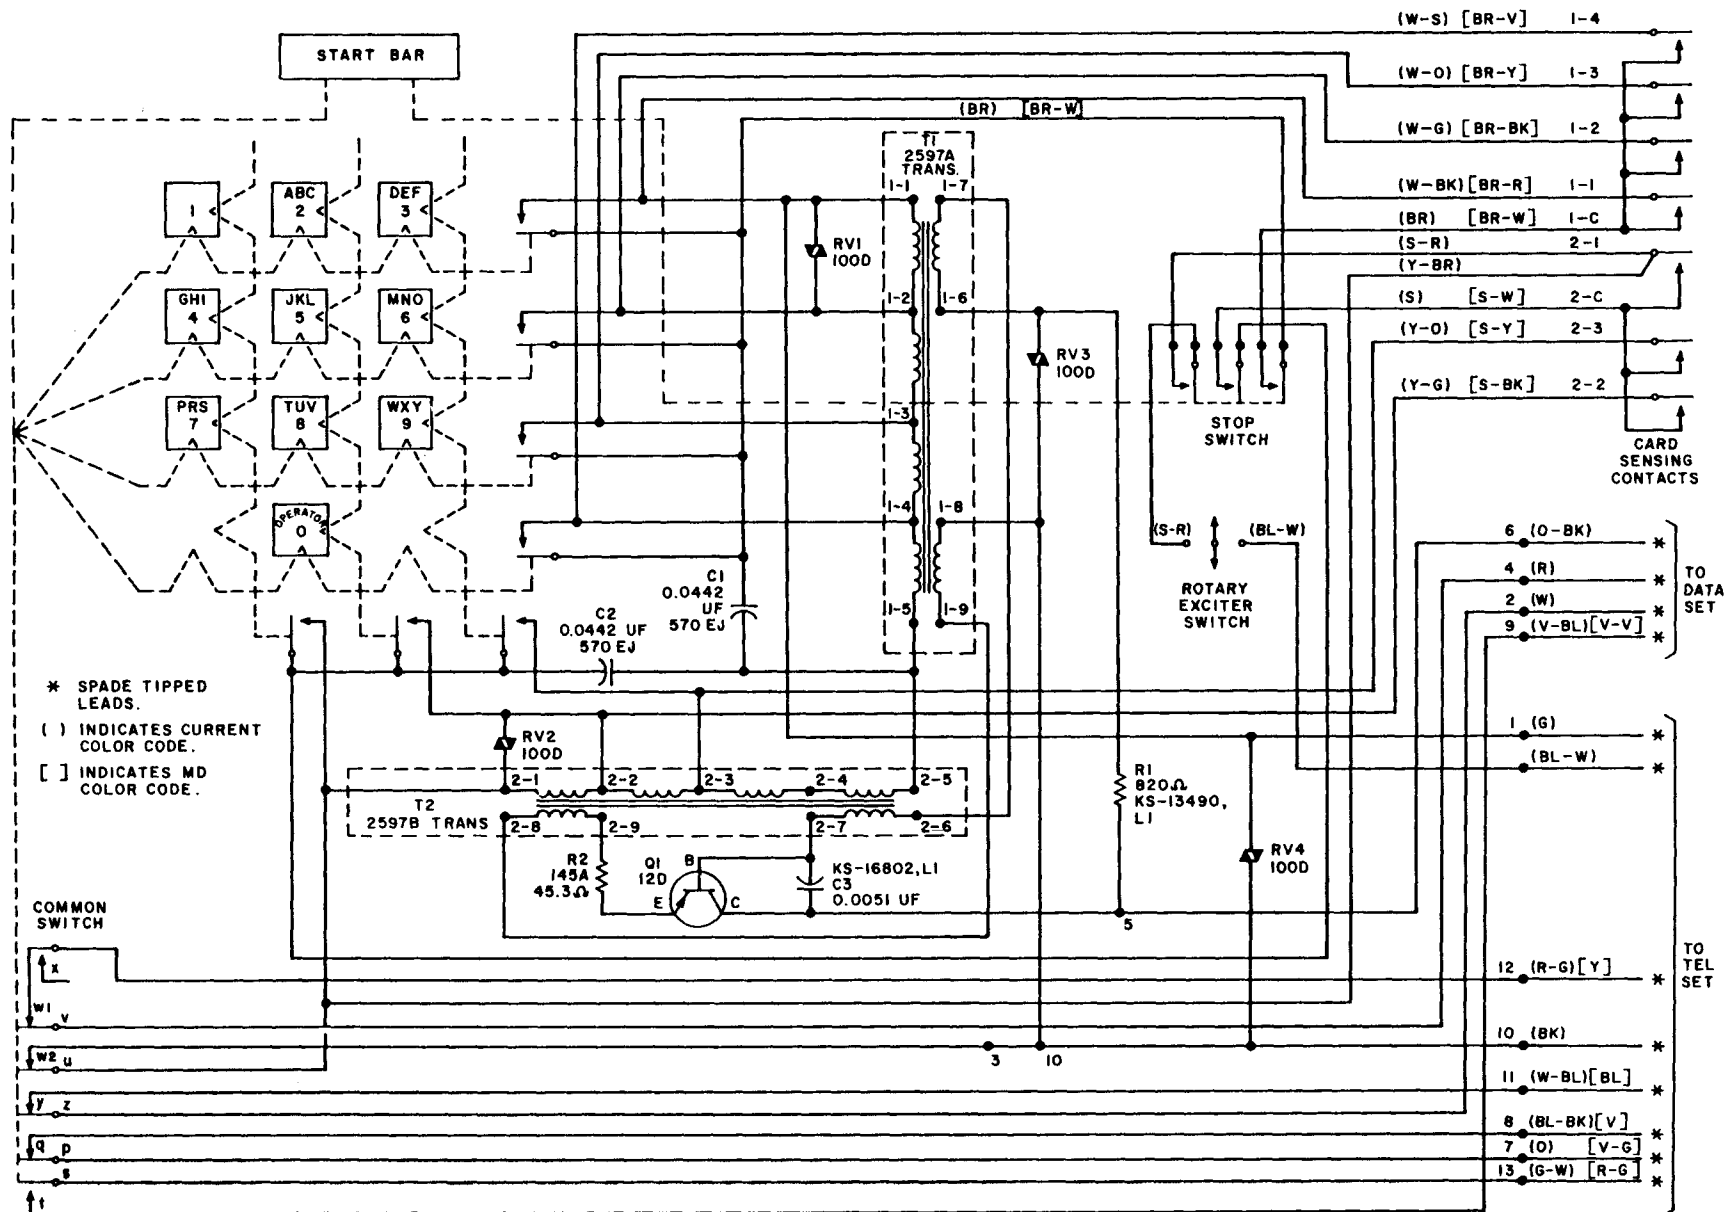 (W-S) [BR-V] 1-4
START BAR
(W-O) [BR-Y] 1-3
(BR) [BR-W]
(W-G) [BR-BK] 1-2
T1
2597A
TRANS.
1-1 1-7
(W-BK) [BR-R] 1-1
(BR) [BR-W] 1-C
(S-R) 2-1
(Y-BR)
(S) [S-W] 2-C
(Y-O) [S-Y] 2-3
(Y-G) [S-BK] 2-2
1
ABC
2
DEF
3
RV1
100D
GHI
4
JKL
5
MNO
6
1-2 1-6
RV3
100D
PRS
7
TUV
8
WXY
9
1-3
STOP
SWITCH
CARD
SENSING
CONTACTS
OPERATOR
0
1-4 1-8
(S-R) (BL-W)
ROTARY
EXCITER
SWITCH
6 (O-BK) *
4 (R) *
2 (W) *
9 (V-BL)[V-V] *
TO
DATA
SET
C1
0.0442
UF
570 EJ
1-5 1-9
C2
0.0442 UF
570 EJ
* SPADE TIPPED
LEADS.
( ) INDICATES CURRENT
COLOR CODE.
[ ] INDICATES MD
COLOR CODE.
RV2
100D
1 (G) *
(BL-W) *
2-1 2-2 2-3 2-4 2-5
T2
2597B TRANS
2-8 2-9 2-7 2-6
R1
820Ω
KS-13490,
L1
RV4
100D
R2
145A
45.3Ω
Q1
12D
B
E
C
KS-16802,L1
C3
0.0051 UF
5
COMMON
SWITCH
x
w1 v
w2 u
y z
q p
s
t
3 10
12 (R-G)[Y] *
10 (BK) *
11 (W-BL)[BL] *
8 (BL-BK)[V] *
7 (O) [V-G] *
13 (G-W) [R-G] *
TO
TEL
SET